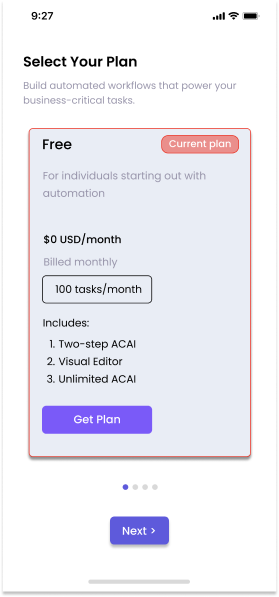 9:27
Select Your Plan
Build automated workflows that power your
business-critical tasks.
Free
Current plan
For individuals starting out with
automation
$0 USD/month
Billed monthly
100 tasks/month
Includes:
1. Two-step ACAI
2. Visual Editor
3. Unlimited ACAI
Get Plan
Next >